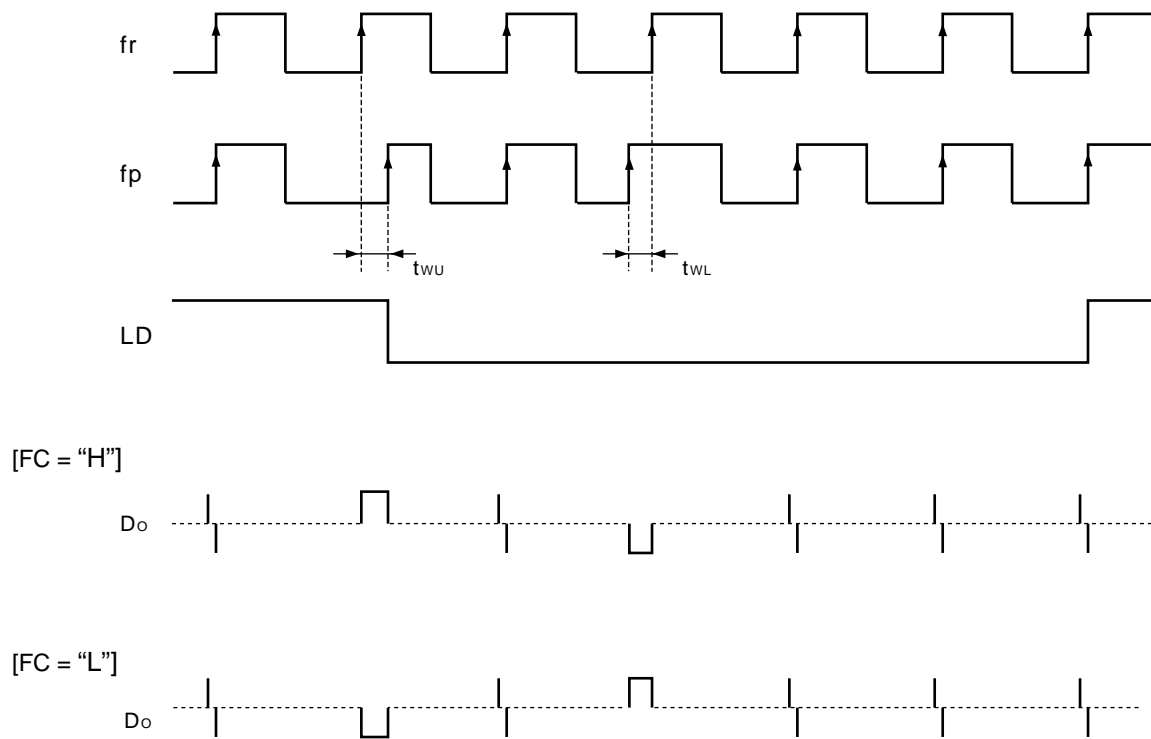 fr
fp
tWU
tWL
LD
[FC = “H”]
DO
[FC = “L”]
DO